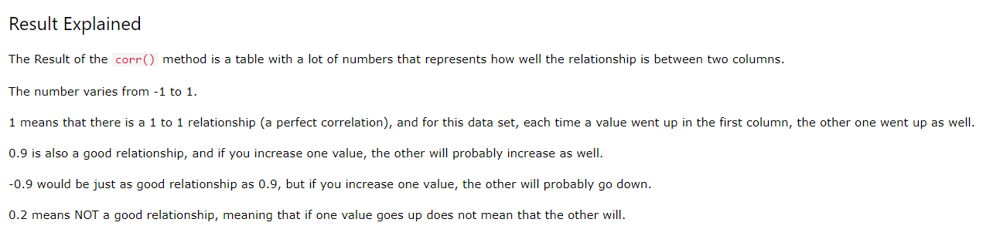 Result Explained
The Result of the corr() method is a table with a lot of numbers that represents how well the relationship is between two columns.
The number varies from -1 to 1.
1 means that there is a 1 to 1 relationship (a perfect correlation), and for this data set, each time a value went up in the first column, the other one went up as well.
0.9 is also a good relationship, and if you increase one value, the other will probably increase as well.
-0.9 would be just as good relationship as 0.9, but if you increase one value, the other will probably go down.
0.2 means NOT a good relationship, meaning that if one value goes up does not mean that the other will.